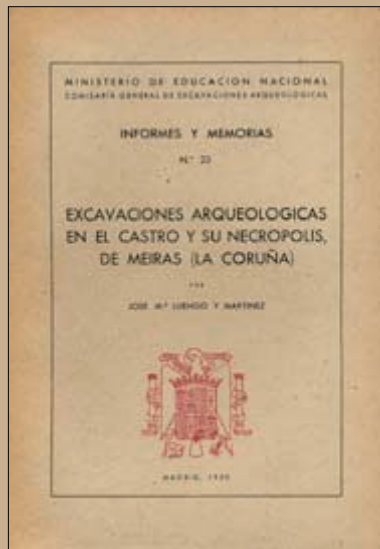 MINISTERIO DE EDUCACION NACIONAL
COMISARÍA GENERAL DE EXCAVACIONES ARQUEOLOGICAS
INFORMES Y MEMORIAS
N.º 23
EXCAVACIONES ARQUEOLOGICAS
EN EL CASTRO Y SU NECROPOLIS,
DE MEIRAS (LA CORUÑA)
POR
JOSE Mª LUENGO Y MARTINEZ
MADRID, 1950